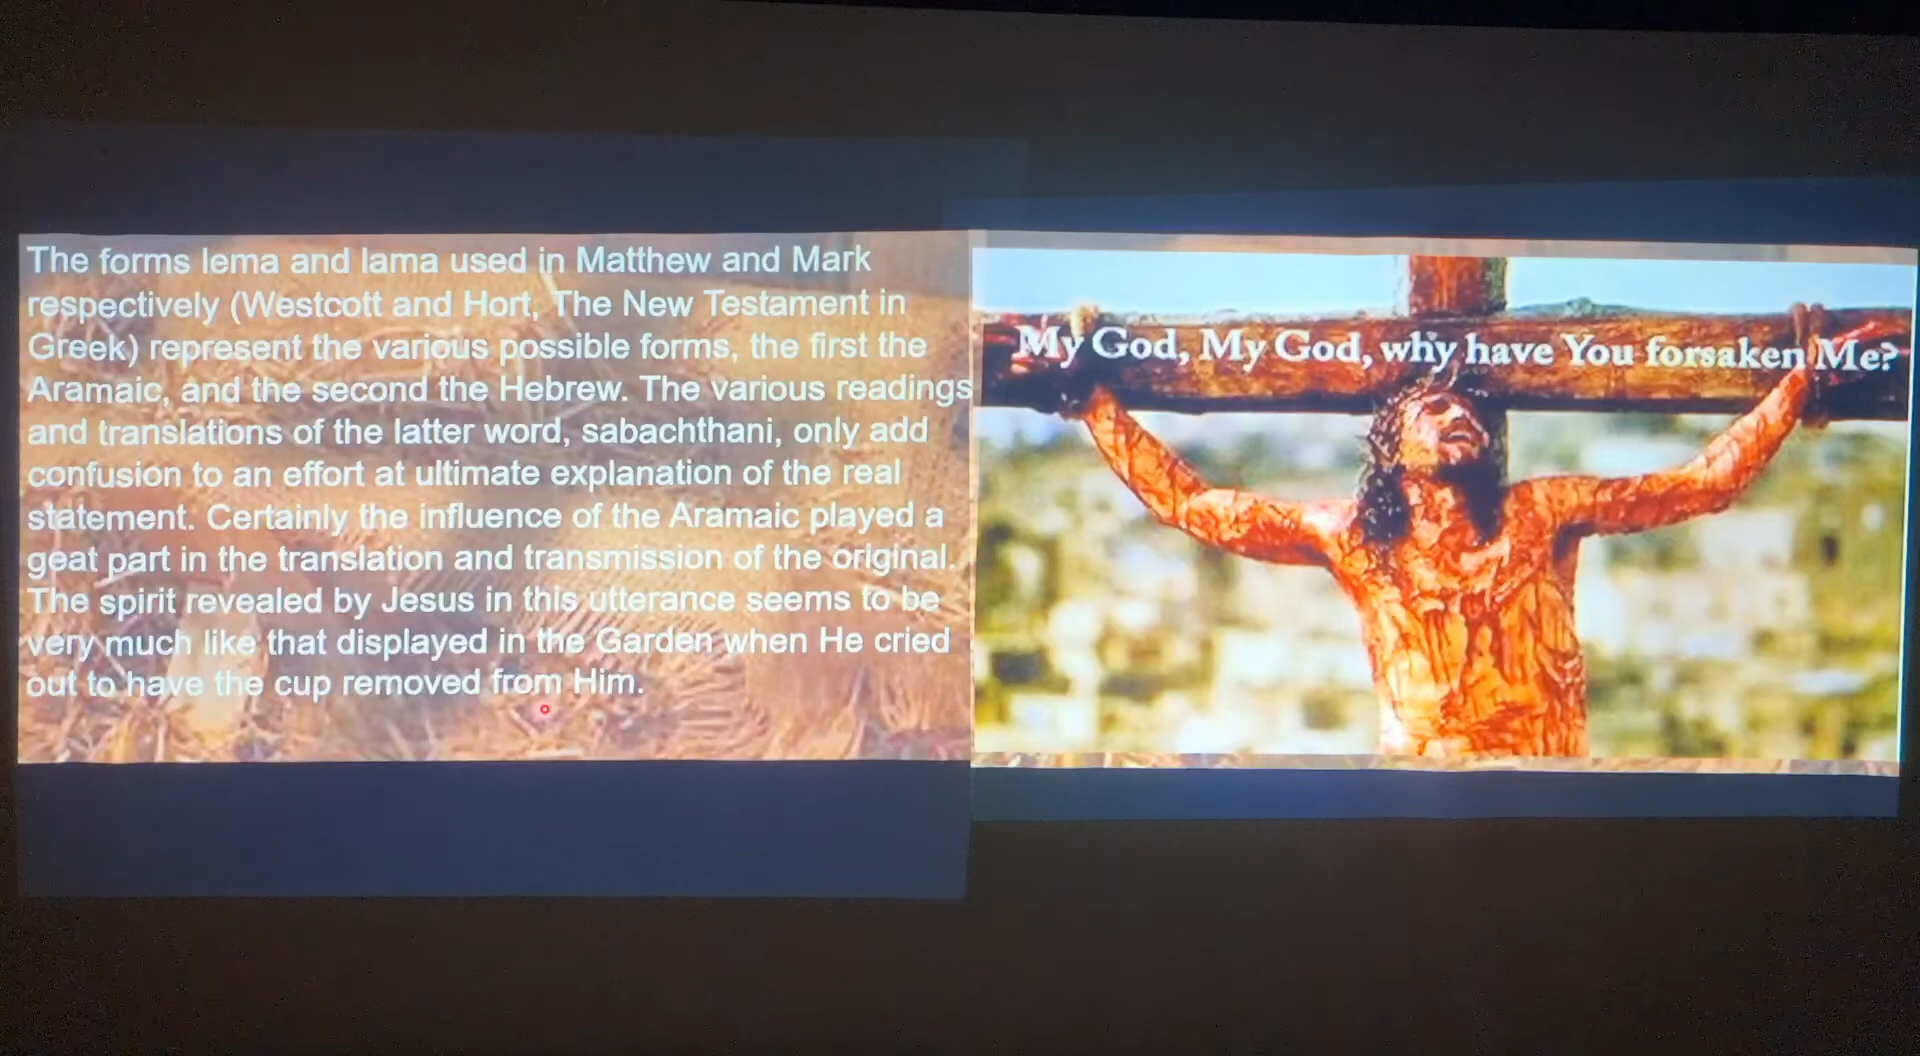 The forms lema and lama used in Matthew and Mark
respectively (Westcott and Hort, The New Testament in
Greek) represent the various possible forms, the first the
Aramaic, and the second the Hebrew. The various readings
and translations of the latter word, sabachthani, only add
confusion to an effort at ultimate explanation of the real
statement. Certainly the influence of the Aramaic played a
geat part in the translation and transmission of the original.
The spirit revealed by Jesus in this utterance seems to be
very much like that displayed in the Garden when He cried
out to have the cup removed from Him.
My God, My God, why have You forsaken Me?